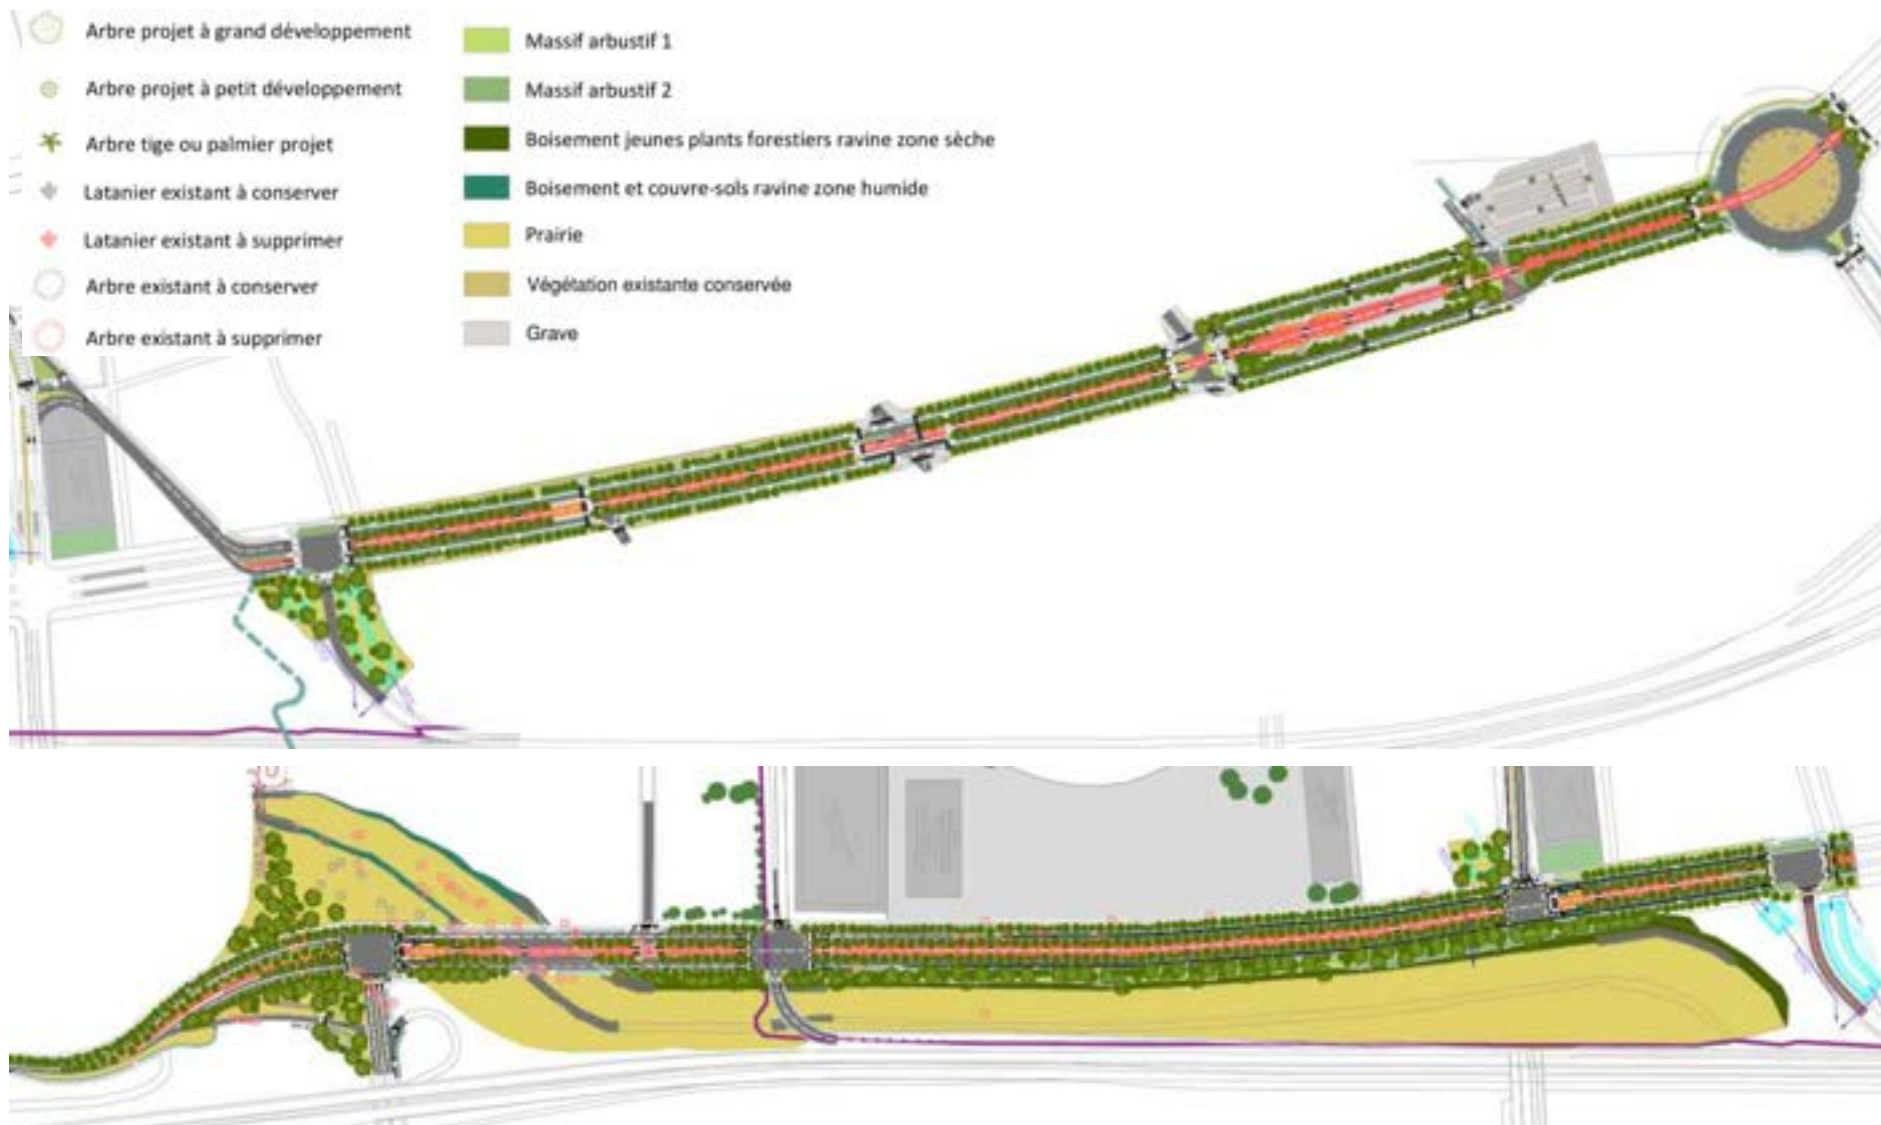 Arbre projet à grand développement
Arbre projet à petit développement
Arbre tige ou palmier projet
Latanier existant à conserver
Latanier existant à supprimer
Arbre existant à conserver
Arbre existant à supprimer
Massif arbustif 1
Massif arbustif 2
Boisement jeunes plants forestiers ravine zone sèche
Boisement et couvre-sols ravine zone humide
Prairie
Végétation existante conservée
Grave